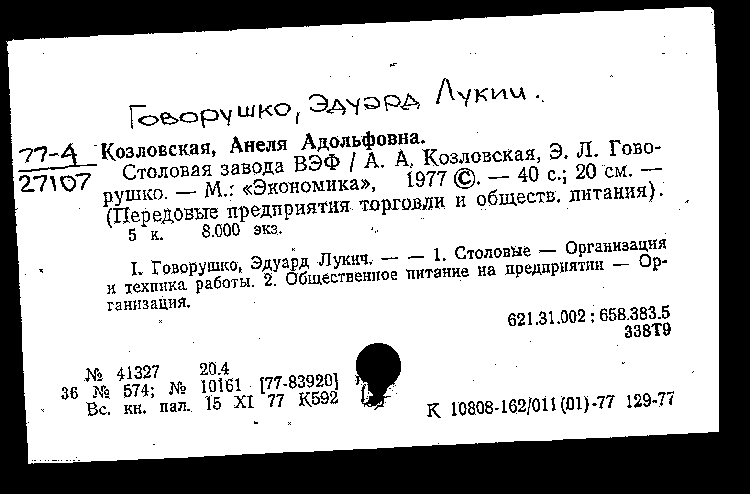 Говорушко, Эдуард Лукич.
77-4
27107
Козловская, Анеля Адольфовна.
Столовая завода ВЭФ / А. А. Козловская, Э. Л. Гово-
рушко. — М.: «Экономика», 1977 ©. — 40 с.; 20 см. —
(Передовые предприятия торговли и обществ. питания).
5 к. 8.000 экз.
I. Говорушко, Эдуард Лукич. — — 1. Столовые — Организация
и техника работы. 2. Общественное питание на предприятии — Ор-
ганизация.
621.31.002 : 658.383.5
338Т9
№ 41327 20.4
36 № 574; № 10161 [77-83920]
Вс. кн. пал. 15 XI 77 К592
К 10808-162/011(01)-77 129-77